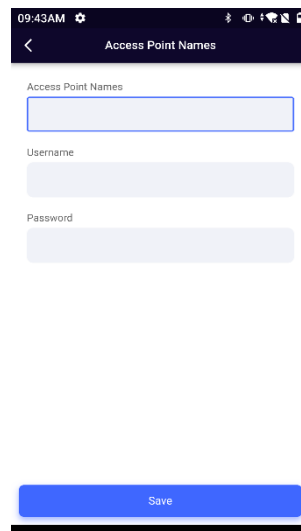 09:43AM
Access Point Names
Access Point Names
Username
Password
Save